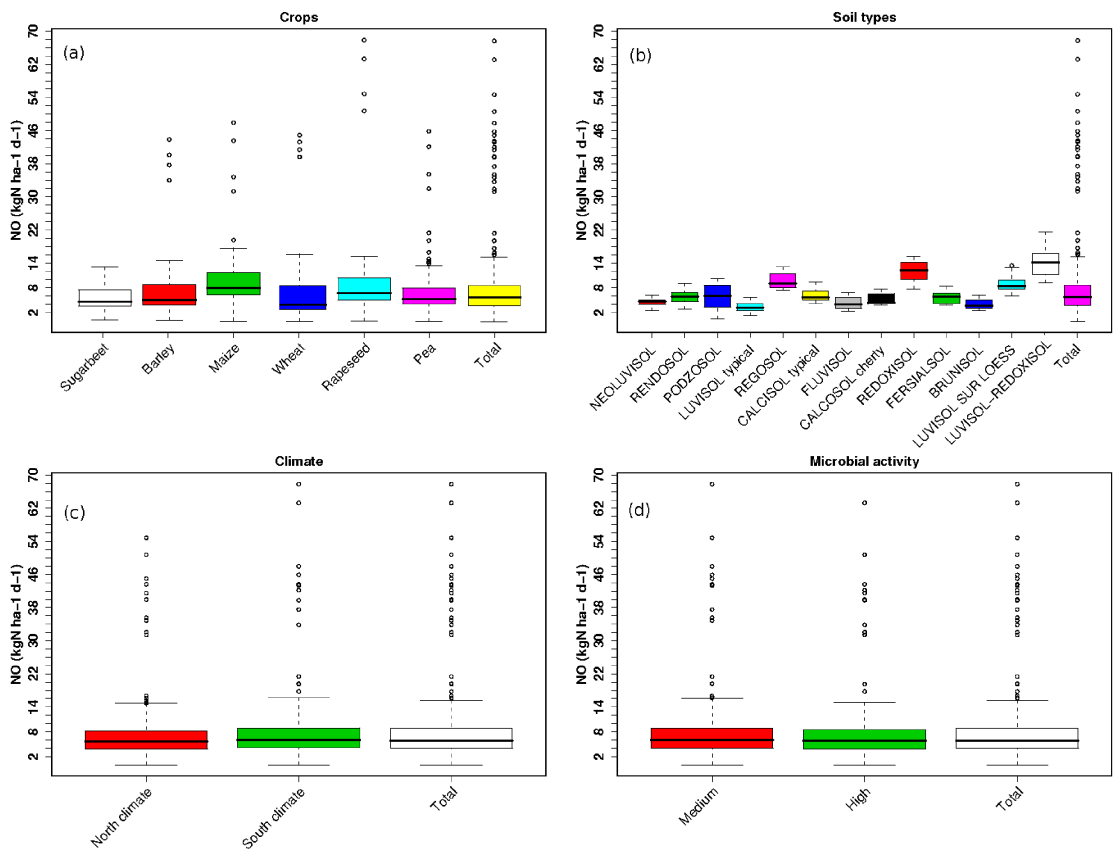 Crops
(a)
NO (kgN ha−1 d−1)
70
62
54
46
38
30
22
14
8
2
Sugarbeet
Barley
Maize
Wheat
Rapeseed
Pea
Total
Soil types
(b)
NO (kgN ha−1 d−1)
70
62
54
46
38
30
22
14
8
2
NEOLUVISOL
RENDOSOL
PODZOSOL
LUVISOL typical
REGOSOL
CALCISOL typical
FLUVISOL
CALCOSOL cherty
REDOXISOL
FERSIALSOL
BRUNISOL
LUVISOL SUR LOESS
LUVISOL−REDOXISOL
Total
Climate
(c)
NO (kgN ha−1 d−1)
70
62
54
46
38
30
22
14
8
2
North climate
South climate
Total
Microbial activity
(d)
NO (kgN ha−1 d−1)
70
62
54
46
38
30
22
14
8
2
Medium
High
Total